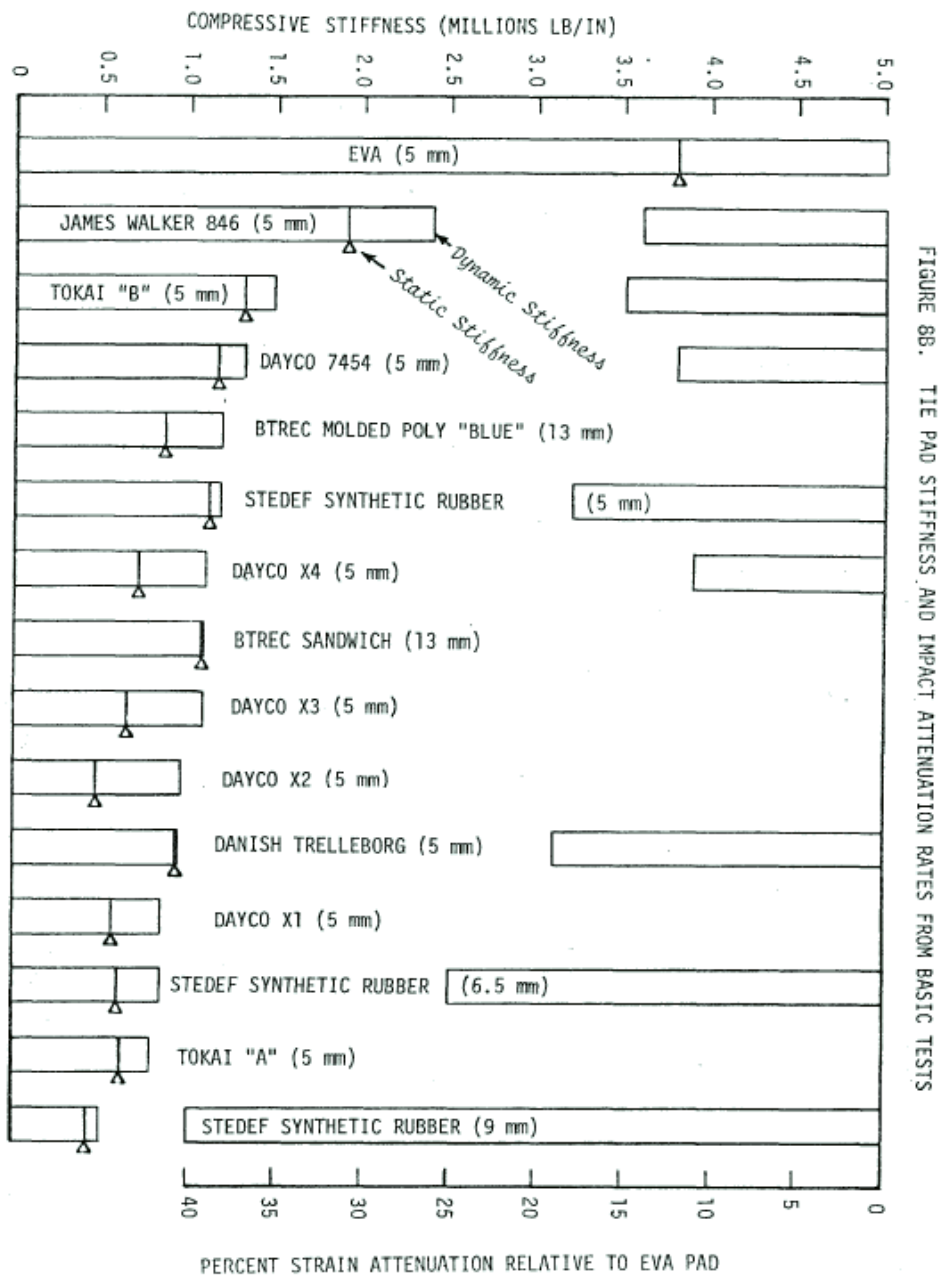 COMPRESSIVE STIFFNESS (MILLIONS LB/IN)
0 0.5 1.0 1.5 2.0 2.5 3.0 3.5 4.0 4.5 5.0
EVA (5 mm)
JAMES WALKER 846 (5 mm)
Dynamic Stiffness
Static Stiffness
TOKAI "B" (5 mm)
DAYCO 7454 (5 mm)
BTREC MOLDED POLY "BLUE" (13 mm)
STEDEF SYNTHETIC RUBBER (5 mm)
DAYCO X4 (5 mm)
BTREC SANDWICH (13 mm)
DAYCO X3 (5 mm)
DAYCO X2 (5 mm)
DANISH TRELLEBORG (5 mm)
DAYCO X1 (5 mm)
STEDEF SYNTHETIC RUBBER (6.5 mm)
TOKAI "A" (5 mm)
STEDEF SYNTHETIC RUBBER (9 mm)
40 35 30 25 20 15 10 5 0
PERCENT STRAIN ATTENUATION RELATIVE TO EVA PAD
FIGURE 8B. TIE PAD STIFFNESS AND IMPACT ATTENUATION RATES FROM BASIC TESTS